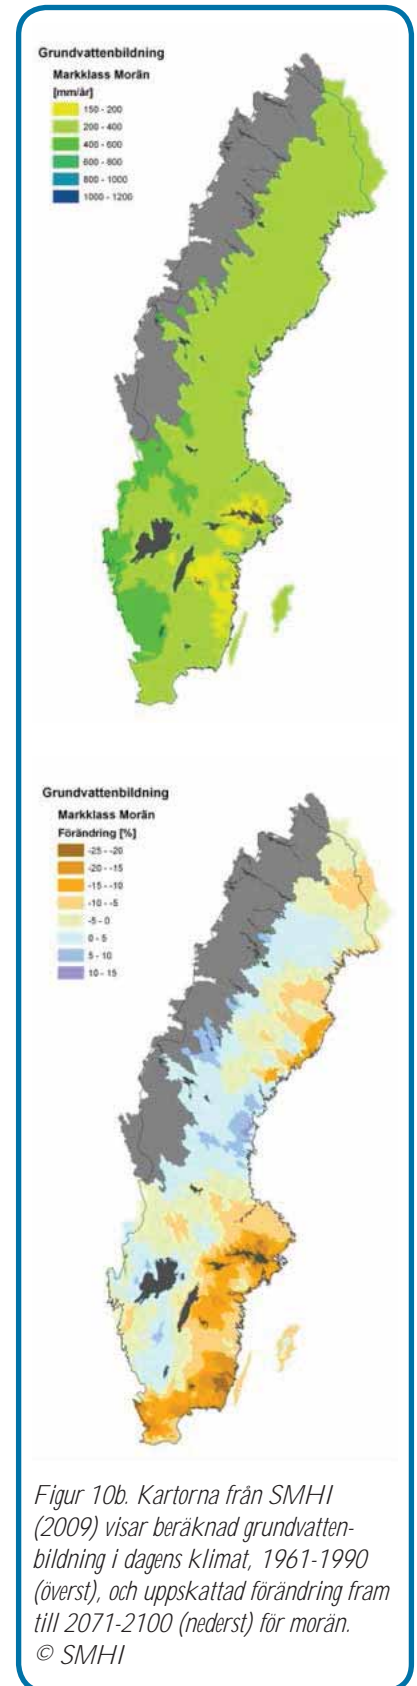 Grundvattenbildning
Markklass Morän
[mm/år]
150 - 200
200 - 400
400 - 600
600 - 800
800 - 1000
1000 - 1200
Grundvattenbildning
Markklass Morän
Förändring [%]
-25 - -20
-20 - -15
-15 - -10
-10 - -5
-5 - 0
0 - 5
5 - 10
10 - 15
Figur 10b. Kartorna från SMHI
(2009) visar beräknad grundvatten-
bildning i dagens klimat, 1961-1990
(överst), och uppskattad förändring fram
till 2071-2100 (nederst) för morän.
© SMHI